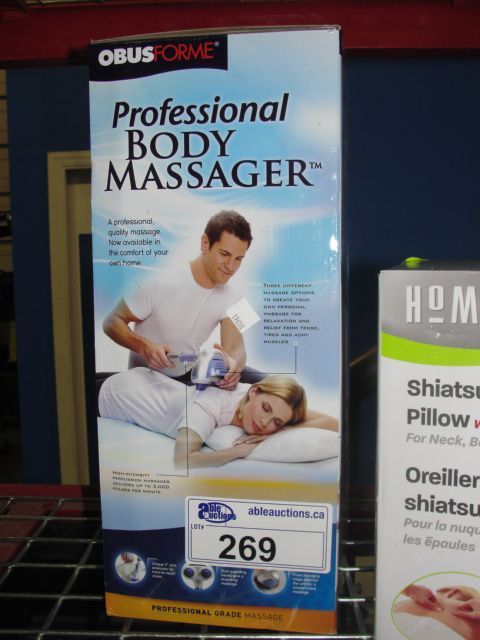 OBUSFORME®
Professional
BODY
MASSAGER™
A professional,
quality massage.
Now available in
the comfort of your
own home.
THREE DIFFERENT
MASSAGE OPTIONS
TO CREATE YOUR
OWN PERSONAL
MASSAGE FOR
RELAXATION AND
RELIEF FROM TENSE,
TIRED AND ACHY
MUSCLES
HIGH-INTENSITY
PERCUSSION MASSAGER
DELIVERS UP TO 3,000
PULSES PER MINUTE
able
auctions
ableauctions.ca
LOT#
269
PROFESSIONAL GRADE MASSAGE
HOM
Shiatsu
Pillow
For Neck, B
Oreiller
shiatsu
Pour la nuqu
les épaules